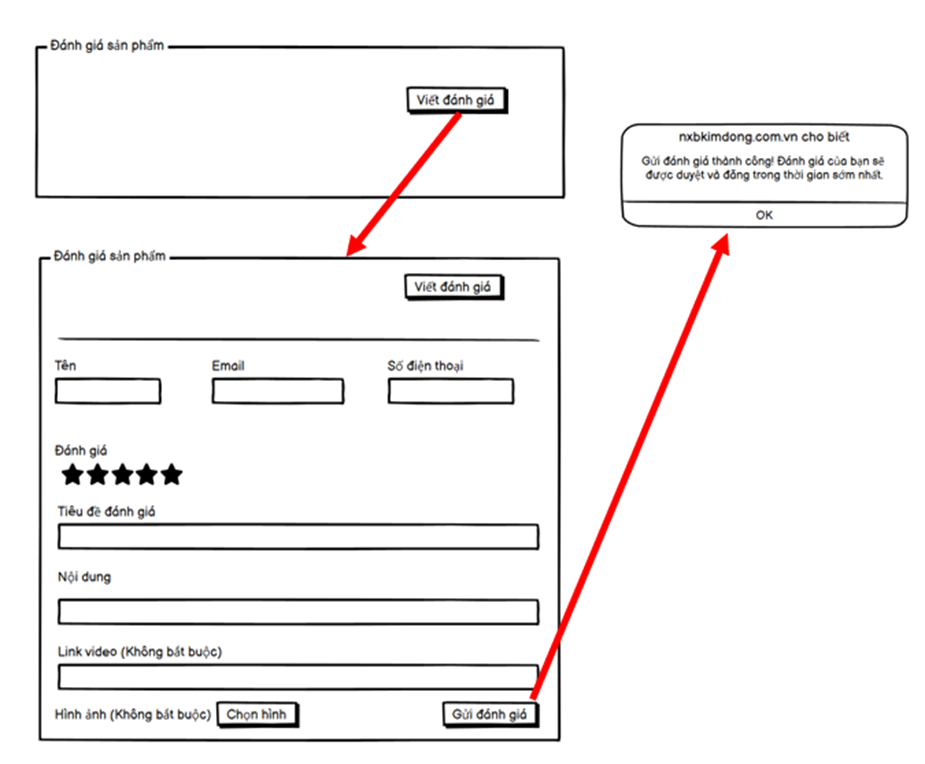 Đánh giá sản phẩm
Viết đánh giá
nxbkimdong.com.vn cho biết
Gửi đánh giá thành công! Đánh giá của bạn sẽ
được duyệt và đăng trong thời gian sớm nhất.
OK
Đánh giá sản phẩm
Viết đánh giá
Tên Email Số điện thoại
Đánh giá
Tiêu đề đánh giá
Nội dung
Link video (Không bắt buộc)
Hình ảnh (Không bắt buộc) Chọn hình Gửi đánh giá